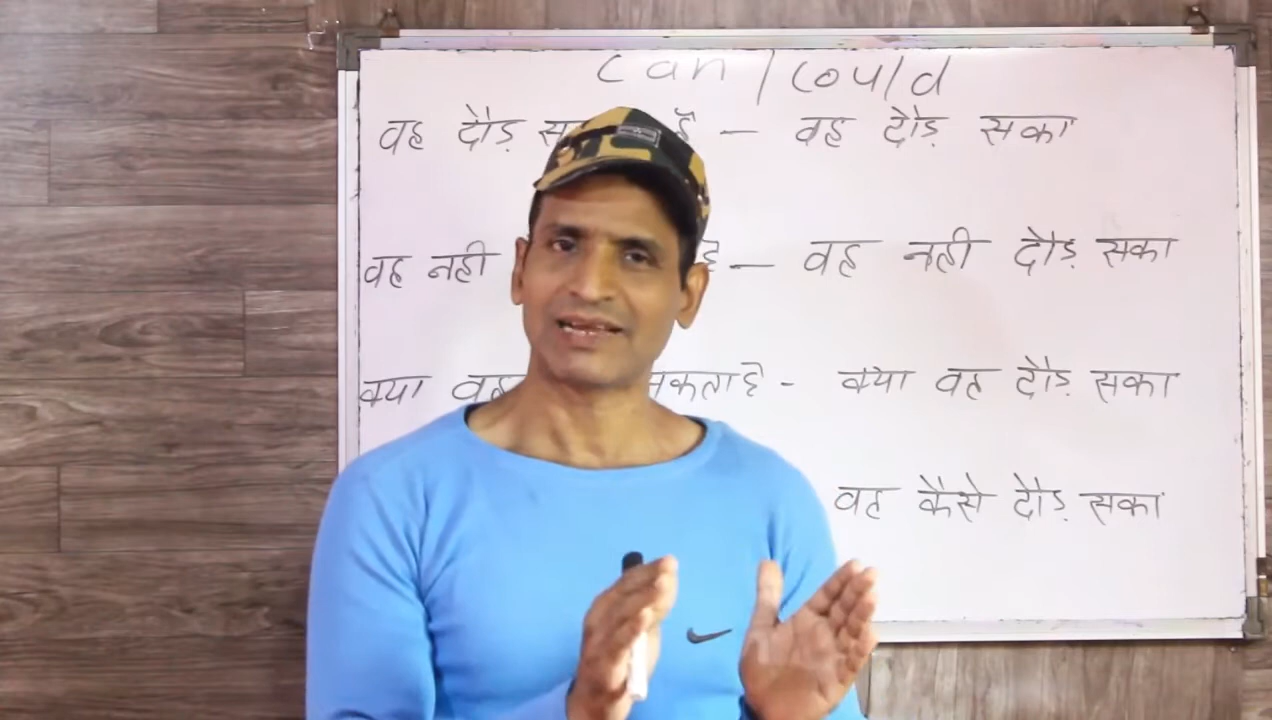 can / could
वह दौड़ है — वह दौड़ सका
वह नही है — वह नही दौड़ सका
क्या वह सकता है - क्या वह दौड़ सका
वह कैसे दौड़ सका